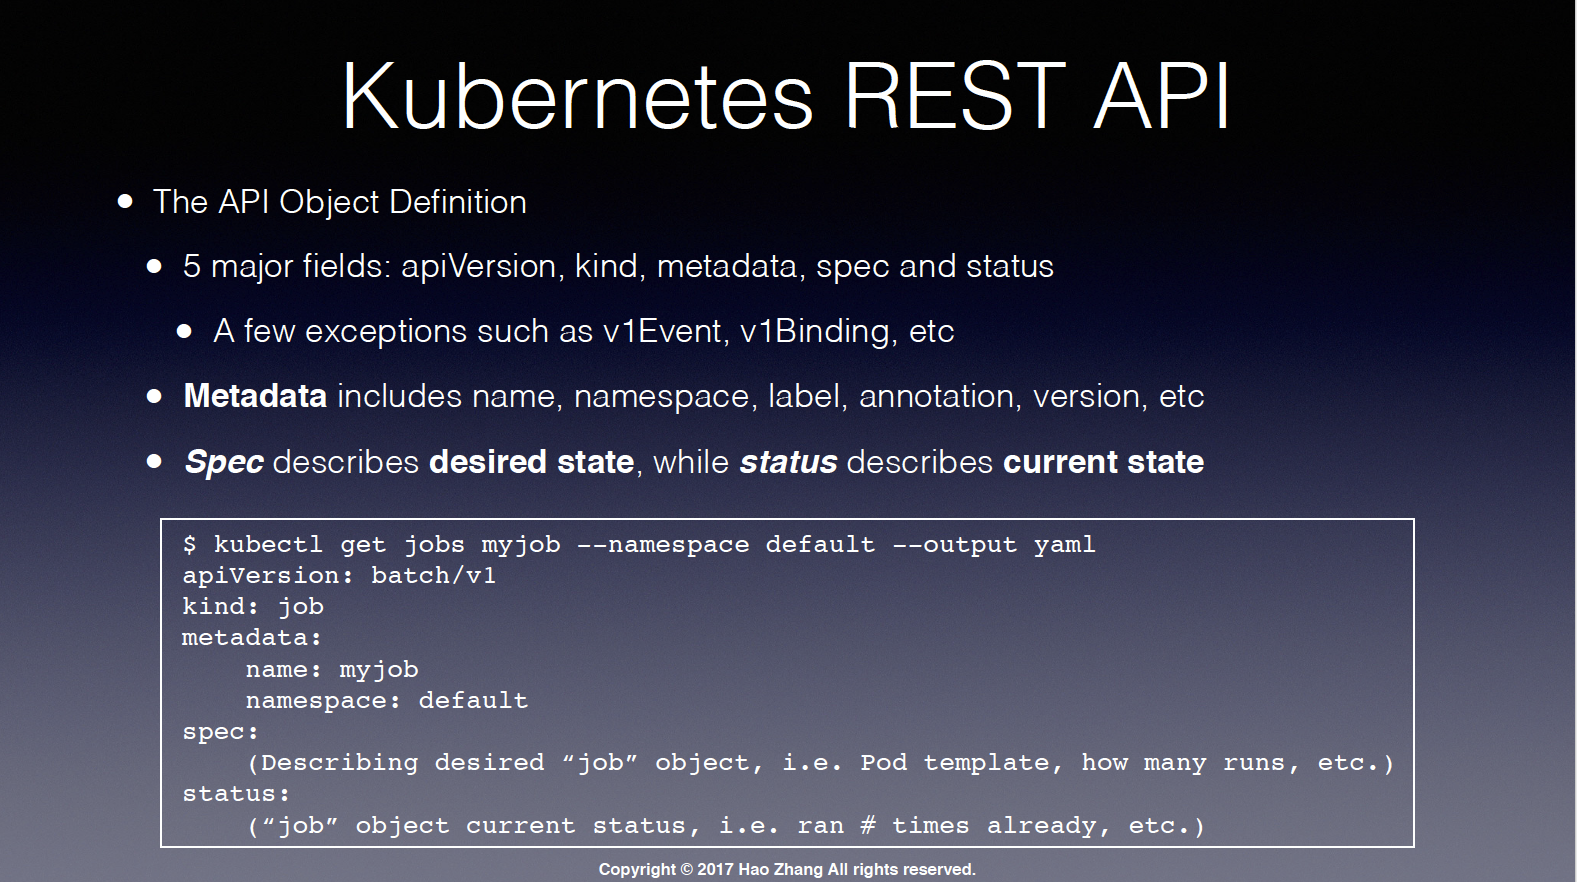 Kubernetes REST API
• The API Object Definition
• 5 major fields: apiVersion, kind, metadata, spec and status
• A few exceptions such as v1Event, v1Binding, etc
• Metadata includes name, namespace, label, annotation, version, etc
• Spec describes desired state, while status describes current state
$ kubectl get jobs myjob --namespace default --output yaml
apiVersion: batch/v1
kind: job
metadata:
    name: myjob
    namespace: default
spec:
    (Describing desired “job” object, i.e. Pod template, how many runs, etc.)
status:
    (“job” object current status, i.e. ran # times already, etc.)
Copyright © 2017 Hao Zhang All rights reserved.